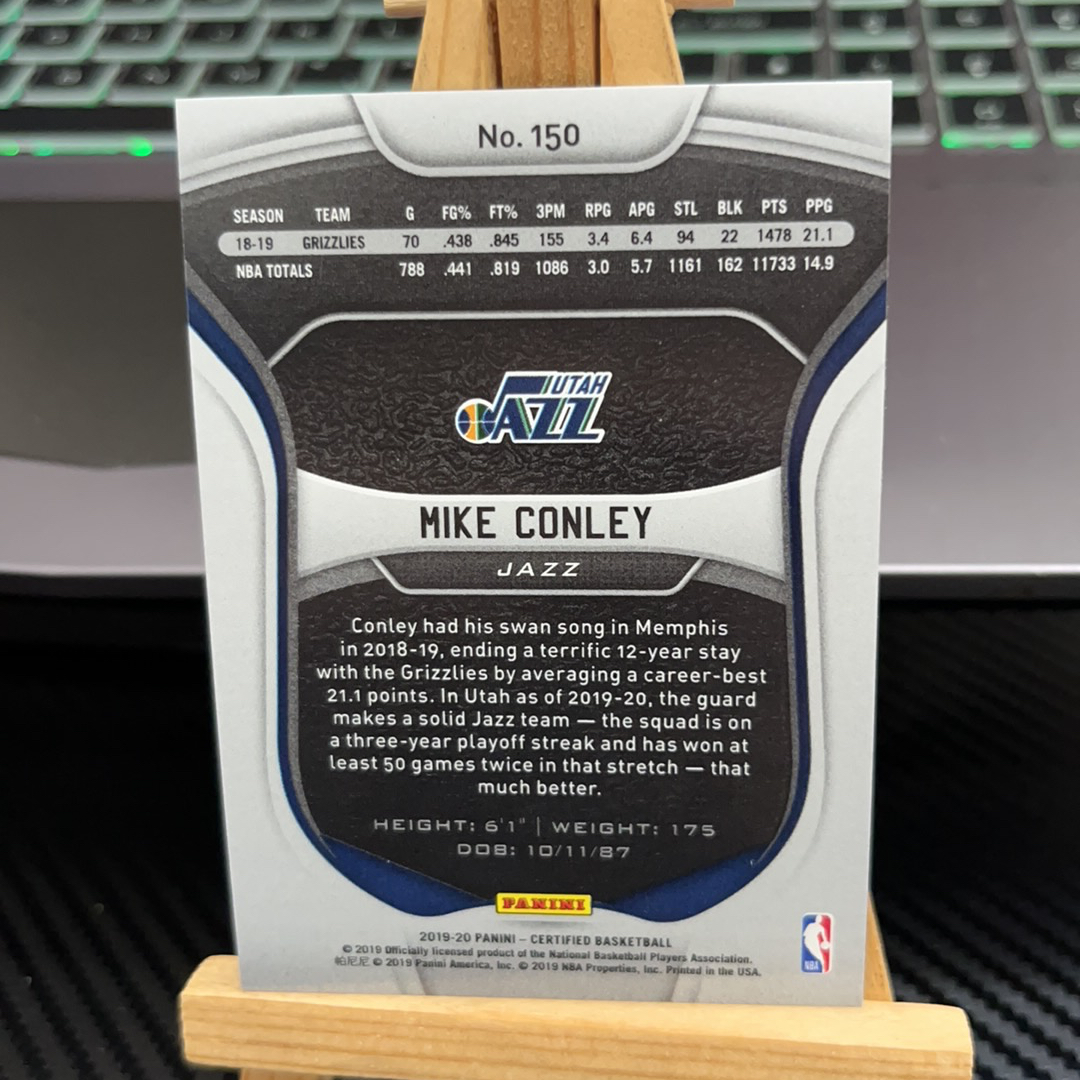 No. 150
SEASON TEAM G FG% FT% 3PM RPG APG STL BLK PTS PPG
18-19 GRIZZLIES 70 .438 .845 155 3.4 6.4 94 22 1478 21.1
NBA TOTALS 788 .441 .819 1086 3.0 5.7 1161 162 11733 14.9
UTAH
JAZZ
MIKE CONLEY
JAZZ
Conley had his swan song in Memphis
in 2018-19, ending a terrific 12-year stay
with the Grizzlies by averaging a career-best
21.1 points. In Utah as of 2019-20, the guard
makes a solid Jazz team — the squad is on
a three-year playoff streak and has won at
least 50 games twice in that stretch — that
much better.
HEIGHT: 6'1" | WEIGHT: 175
DOB: 10/11/87
PANINI
2019-20 PANINI – CERTIFIED BASKETBALL
© 2019 Officially licensed product of the National Basketball Players Association.
帕尼尼 © 2019 Panini America, Inc. © 2019 NBA Properties, Inc. Printed in the USA.
NBA